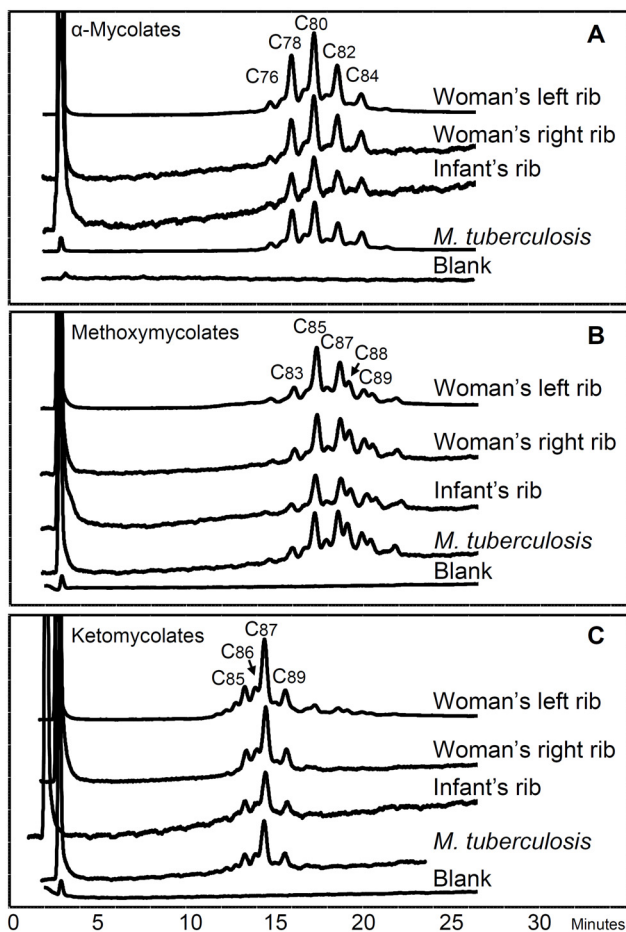 α-Mycolates
A
C80
C78
C82
C76
C84
Woman's left rib
Woman's right rib
Infant's rib
M. tuberculosis
Blank
Methoxymycolates
B
C85
C87
C88
C83
C89
Woman's left rib
Woman's right rib
Infant's rib
M. tuberculosis
Blank
Ketomycolates
C
C87
C86
C85
C89
Woman's left rib
Woman's right rib
Infant's rib
M. tuberculosis
Blank
0 5 10 15 20 25 30 Minutes